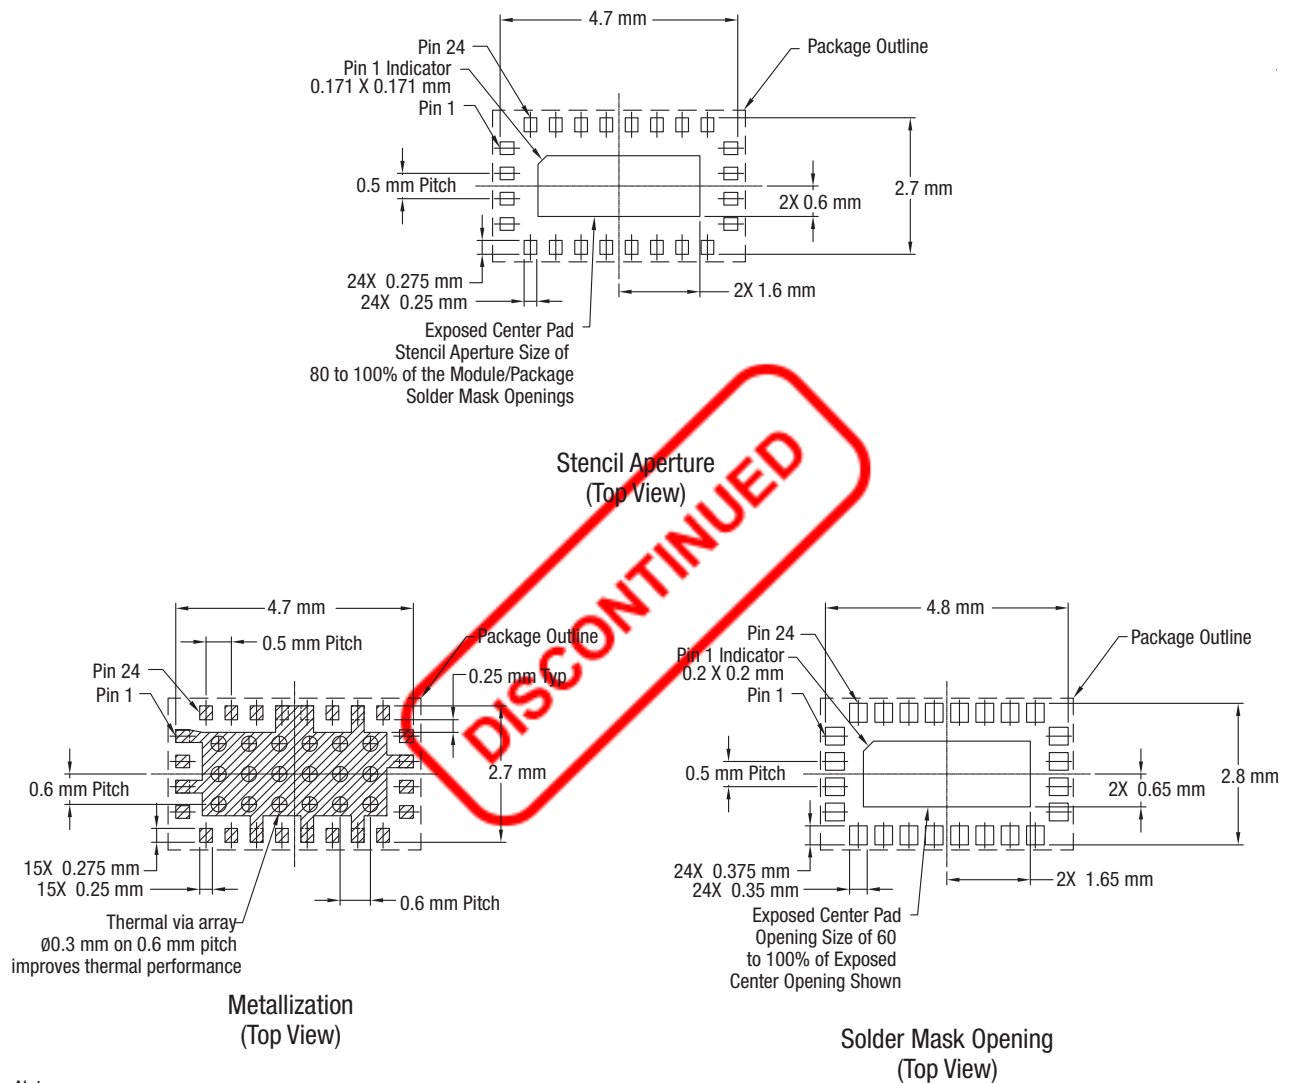 4.7 mm
Pin 24
Package Outline
Pin 1 Indicator
0.171 X 0.171 mm
Pin 1
0.5 mm Pitch
2X 0.6 mm
2.7 mm
24X 0.275 mm
24X 0.25 mm
2X 1.6 mm
Exposed Center Pad
Stencil Aperture Size of
80 to 100% of the Module/Package
Solder Mask Openings
Stencil Aperture
(Top View)
DISCONTINUED
4.7 mm
0.5 mm Pitch
Package Outline
Pin 24
0.25 mm Typ
Pin 1
0.6 mm Pitch
2.7 mm
15X 0.275 mm
15X 0.25 mm
0.6 mm Pitch
Thermal via array
Ø0.3 mm on 0.6 mm pitch
improves thermal performance
Metallization
(Top View)
4.8 mm
Pin 24
Package Outline
Pin 1 Indicator
0.2 X 0.2 mm
Pin 1
0.5 mm Pitch
2X 0.65 mm
2.8 mm
24X 0.375 mm
24X 0.35 mm
2X 1.65 mm
Exposed Center Pad
Opening Size of 60
to 100% of Exposed
Center Opening Shown
Solder Mask Opening
(Top View)